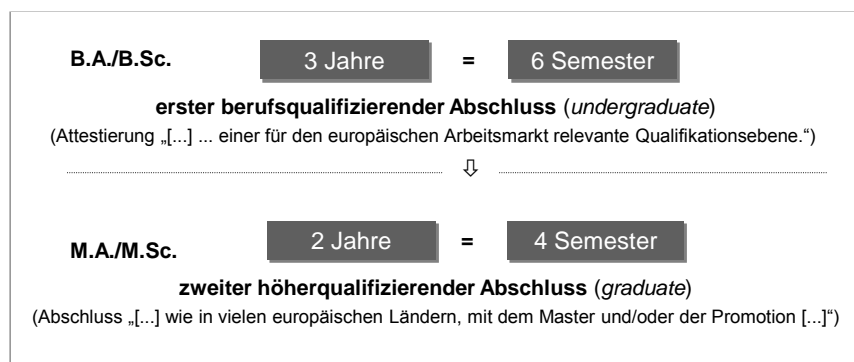 B.A./B.Sc. 3 Jahre = 6 Semester
erster berufsqualifizierender Abschluss (undergraduate)
(Attestierung „[...] ... einer für den europäischen Arbeitsmarkt relevante Qualifikationsebene.“)
⇩
M.A./M.Sc. 2 Jahre = 4 Semester
zweiter höherqualifizierender Abschluss (graduate)
(Abschluss „[...] wie in vielen europäischen Ländern, mit dem Master und/oder der Promotion [...]“)